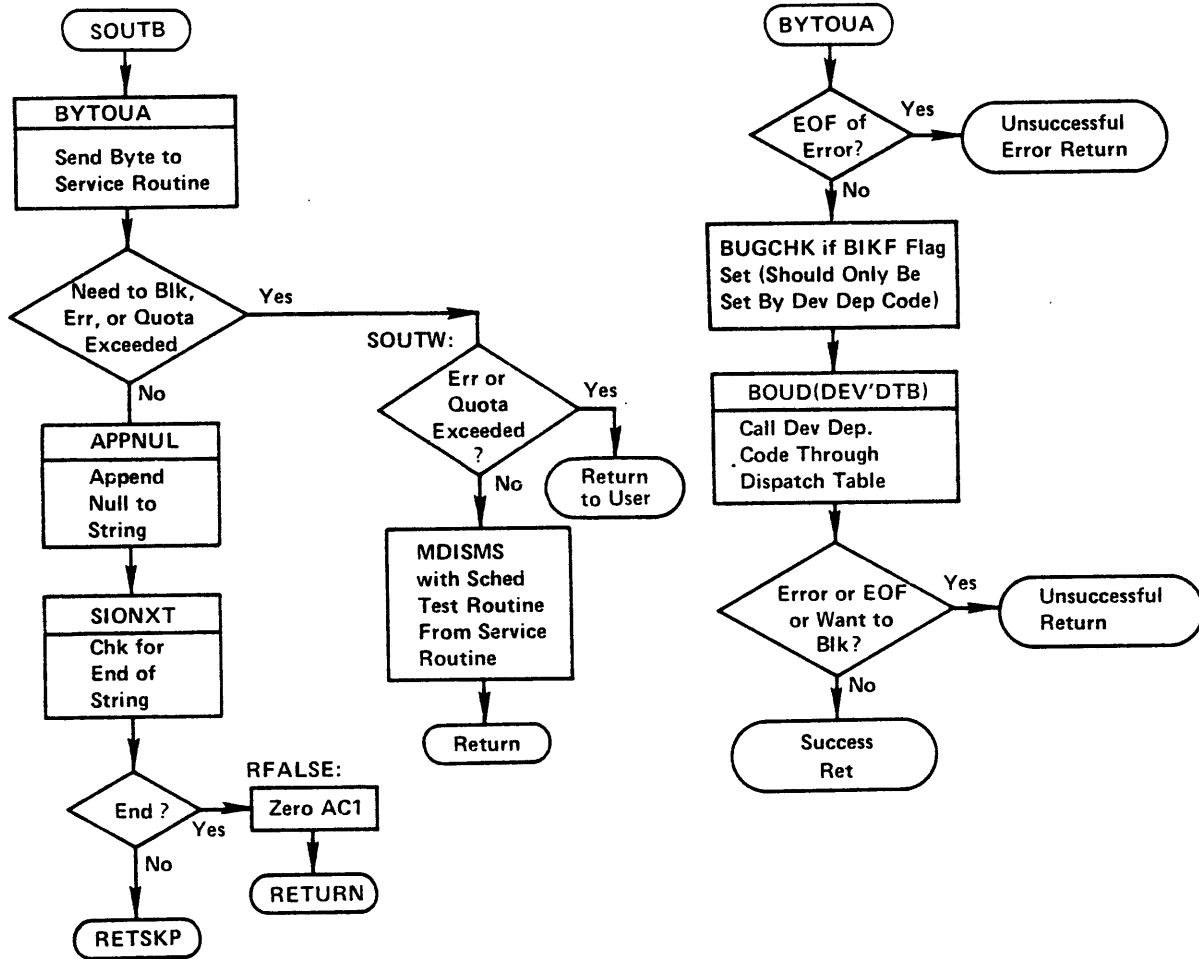 SOUTB
BYTOUA
Send Byte to
Service Routine
Need to Blk,
Err, or Quota
Exceeded
Yes
No
SOUTW:
Err or
Quota
Exceeded
?
Yes
No
Return
to User
MDISMS
with Sched
Test Routine
From Service
Routine
Return
APPNUL
Append
Null to
String
SIONXT
Chk for
End of
String
End ?
Yes
No
RFALSE:
Zero AC1
RETURN
RETSKP
BYTOUA
EOF of
Error?
Yes
No
Unsuccessful
Error Return
BUGCHK if BIKF Flag
Set (Should Only Be
Set By Dev Dep Code)
BOUD(DEV'DTB)
Call Dev Dep.
Code Through
Dispatch Table
Error or EOF
or Want to
Blk?
Yes
No
Unsuccessful
Return
Success
Ret